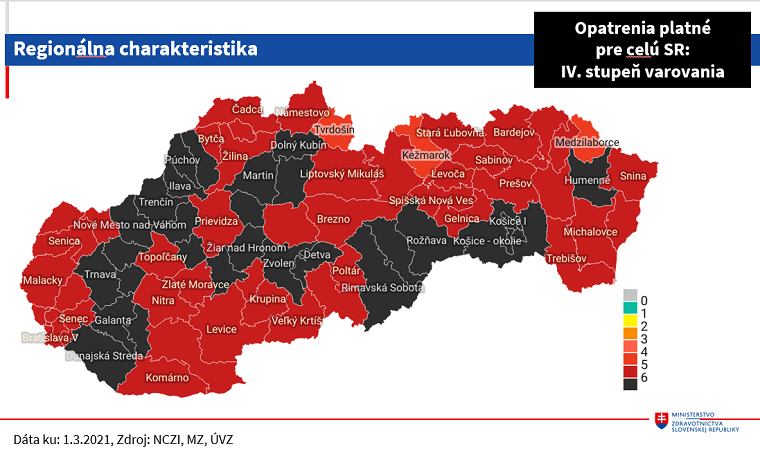 Regionálna charakteristika
Opatrenia platné
pre celú SR:
IV. stupeň varovania
Čadca
Námestovo
Tvrdošín
Bytča
Žilina
Dolný Kubín
Púchov
Martin
Liptovský Mikuláš
Ilava
Trenčín
Nové Mesto nad Váhom
Prievidza
Senica
Topoľčany
Žiar nad Hronom
Brezno
Malacky
Trnava
Zlaté Moravce
Zvolen
Detva
Nitra
Krupina
Poltár
Senec
Galanta
Levice
Veľký Krtíš
Rimavská Sobota
Bratislava V
Dunajská Streda
Komárno
Stará Ľubovňa
Bardejov
Medzilaborce
Kežmarok
Sabinov
Levoča
Humenné
Snina
Prešov
Spišská Nová Ves
Gelnica
Košice I
Rožňava
Košice - okolie
Michalovce
Trebišov
0
1
2
3
4
5
6
MINISTERSTVO
ZDRAVOTNÍCTVA
SLOVENSKEJ REPUBLIKY
Dáta ku: 1.3.2021, Zdroj: NCZI, MZ, ÚVZ